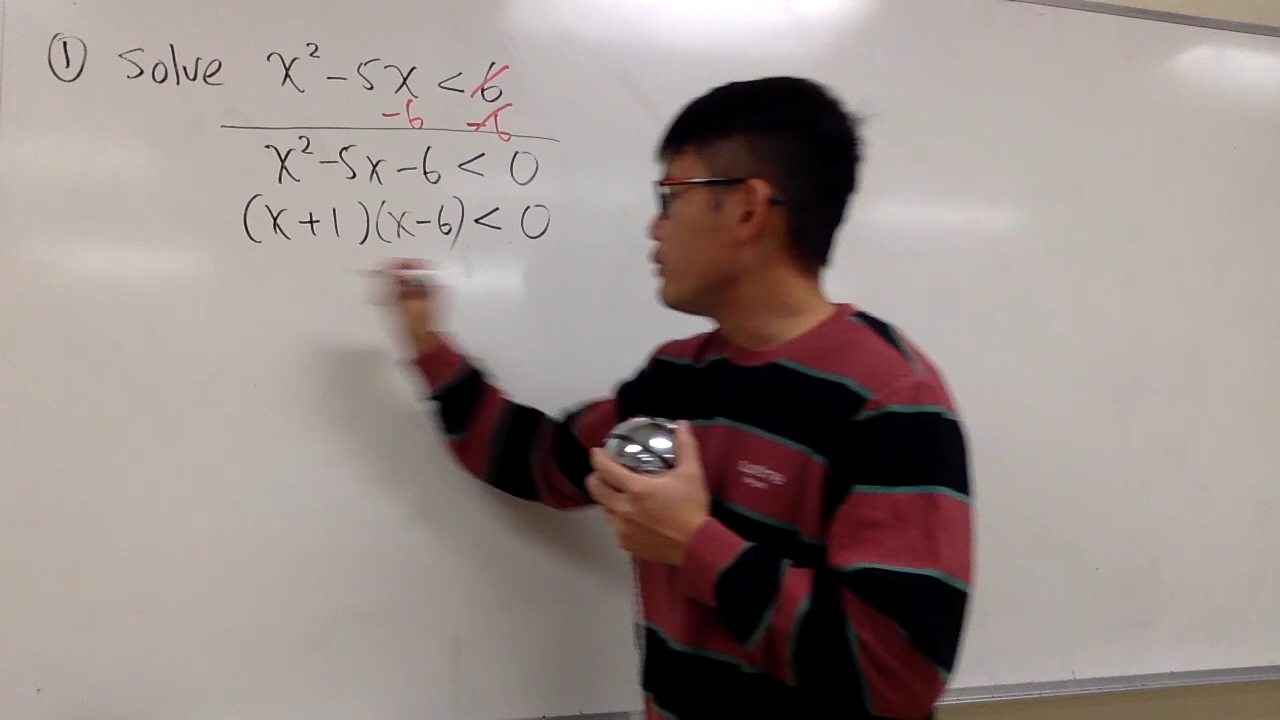 ① Solve x² - 5x < 6
-6 -6
x² - 5x - 6 < 0
(x + 1)(x - 6) < 0